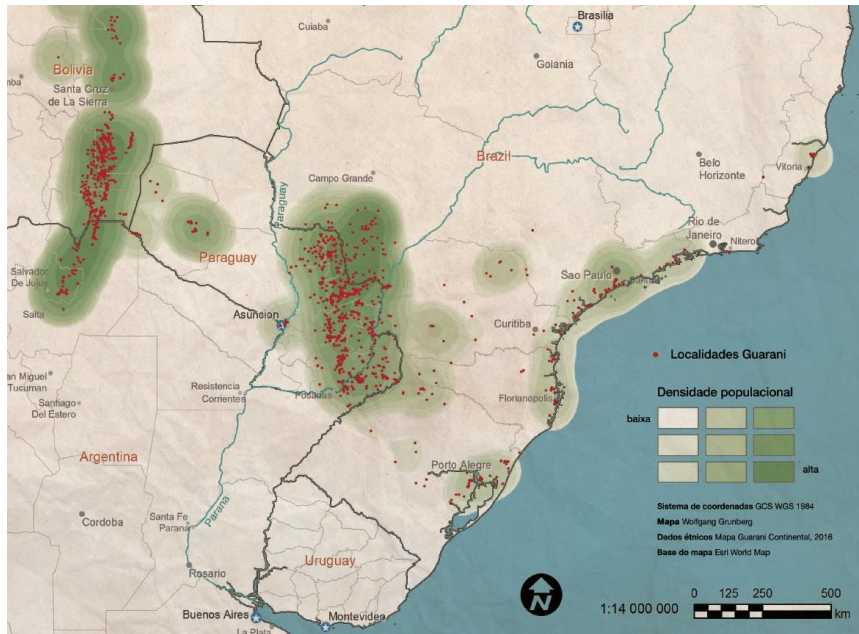 Brasilia
Cuiaba
Goiania
Bolivia
mba
Santa Cruz
de La Sierra
Belo
Horizonte
Vitoria
Brazil
Campo Grande
Paraguay
Rio de
Janeiro
Niteroi
Paraguay
Sao Paulo
Santos
Salvador
De Jujuy
Salta
Asuncion
Curitiba
Localidades Guarani
an Miguel
Tucuman
Resistencia
Corrientes
Posadas
Florianopolis
Santiago
Del Estero
Densidade populacional
baixa
alta
Argentina
Porto Alegre
Sistema de coordenadas GCS WGS 1984
Mapa Wolfgang Grunberg
Dados étnicos Mapa Guarani Continental, 2016
Base do mapa Esri World Map
Cordoba
Santa Fe
Parana
Parana
Uruguay
Rosario
N
1:14 000 000
0 125 250 500
km
Buenos Aires
Montevideo
La Plata